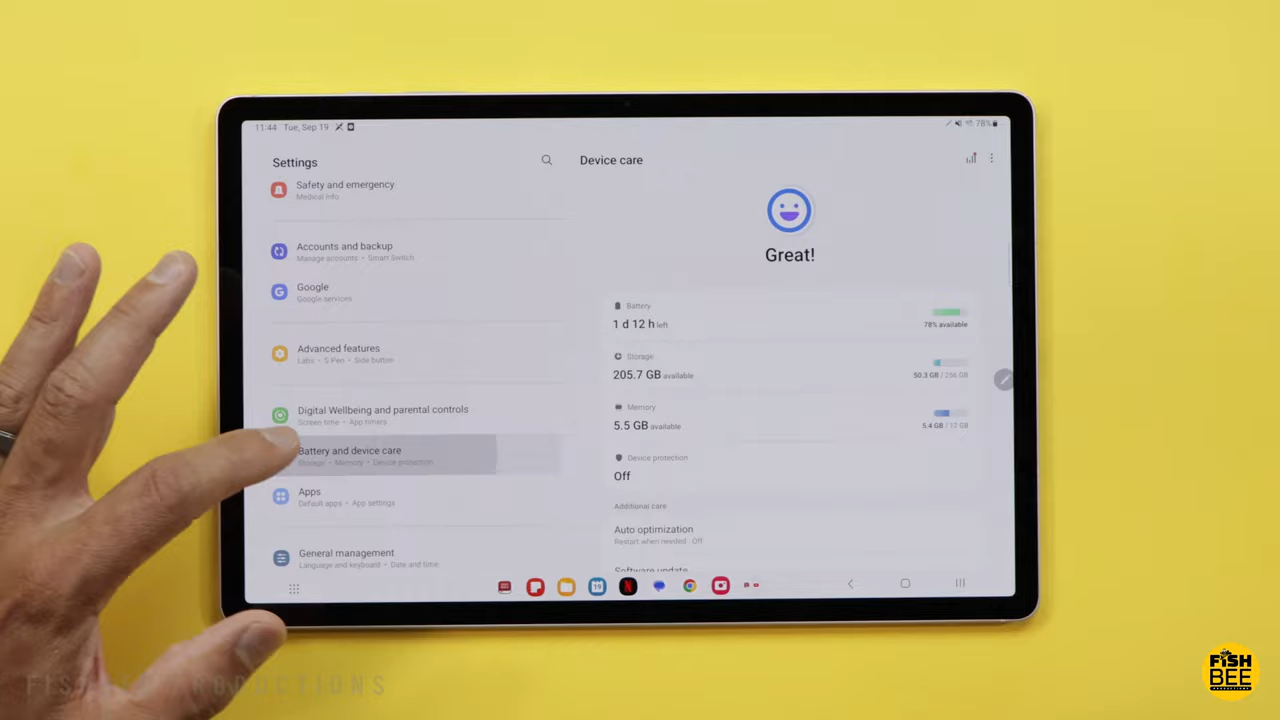 11:44 Tue, Sep 19
78%
Settings
Safety and emergency
Medical info
Accounts and backup
Manage accounts • Smart Switch
Google
Google services
Advanced features
Labs • S Pen • Side button
Digital Wellbeing and parental controls
Screen time • App timers
Battery and device care
Storage • Memory • Device protection
Apps
Default apps • App settings
General management
Language and keyboard • Date and time
Device care
Great!
Battery
1 d 12 h left
78% available
Storage
205.7 GB available
50.3 GB / 256 GB
Memory
5.5 GB available
5.4 GB / 12 GB
Device protection
Off
Additional care
Auto optimization
Restart when needed · Off
Software update
19
N
FISH
BEE
PRODUCTIONS